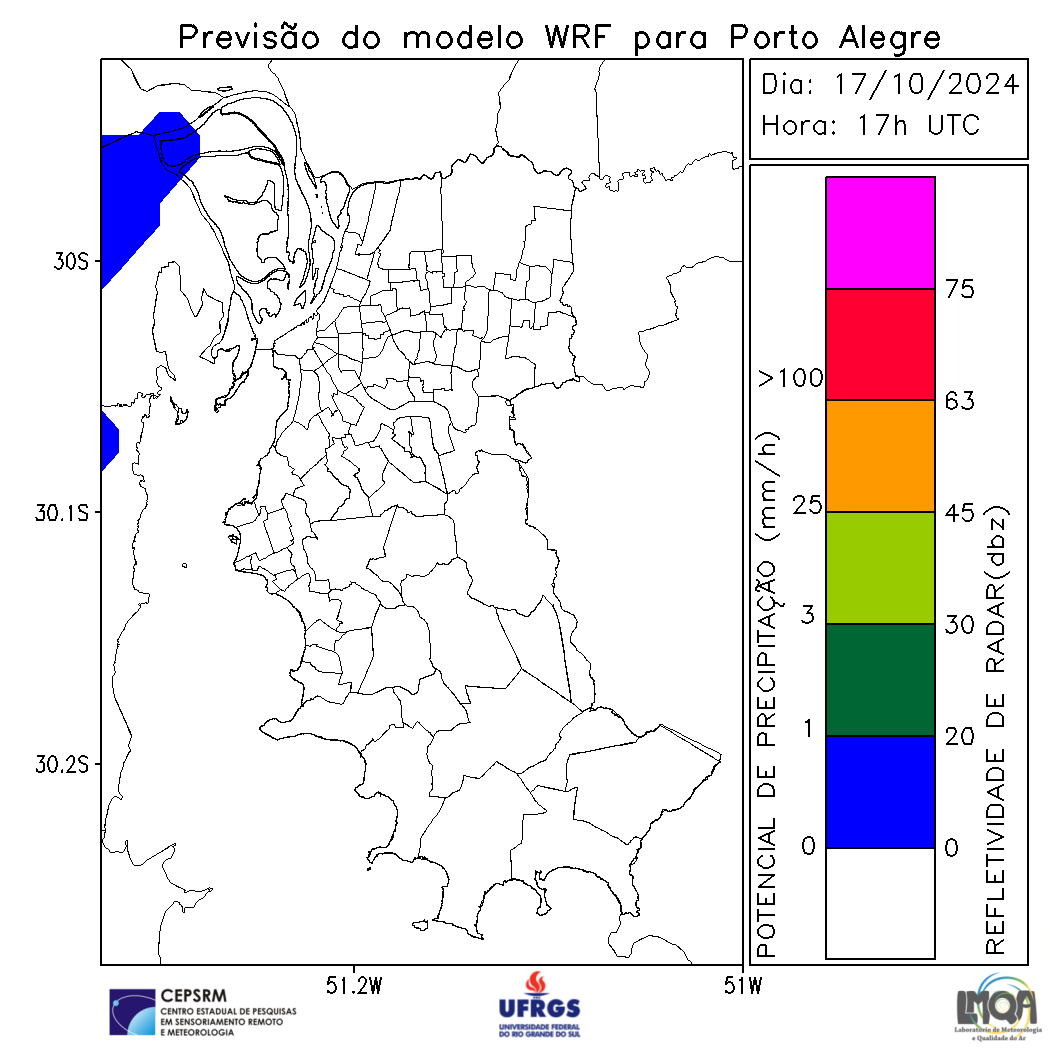 Previsão do modelo WRF para Porto Alegre
Dia: 17/10/2024
Hora: 17h UTC
30S
30.1S
30.2S
51.2W
51W
POTENCIAL DE PRECIPITAÇÃO (mm/h)
>100
25
3
1
0
75
63
45
30
20
0
REFLETIVIDADE DE RADAR(dbz)
CEPSRM
CENTRO ESTADUAL DE PESQUISAS
EM SENSORIAMENTO REMOTO
E METEOROLOGIA
UFRGS
UNIVERSIDADE FEDERAL
DO RIO GRANDE DO SUL
LMQA
Laboratório de Meteorologia
e Qualidade do Ar